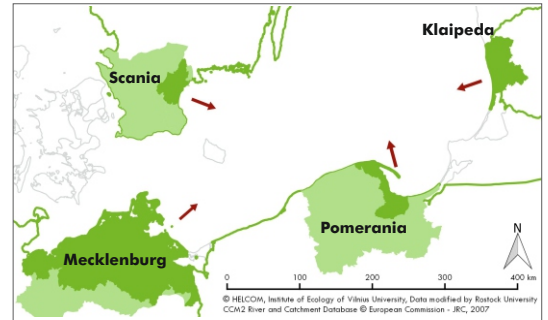 Klaipeda
Scania
Pomerania
Mecklenburg
N
0 100 200 300 400 km
© HELCOM, Institute of Ecology of Vilnius University, Data modified by Rostock University
CCM2 River and Catchment Database © European Commission - JRC, 2007